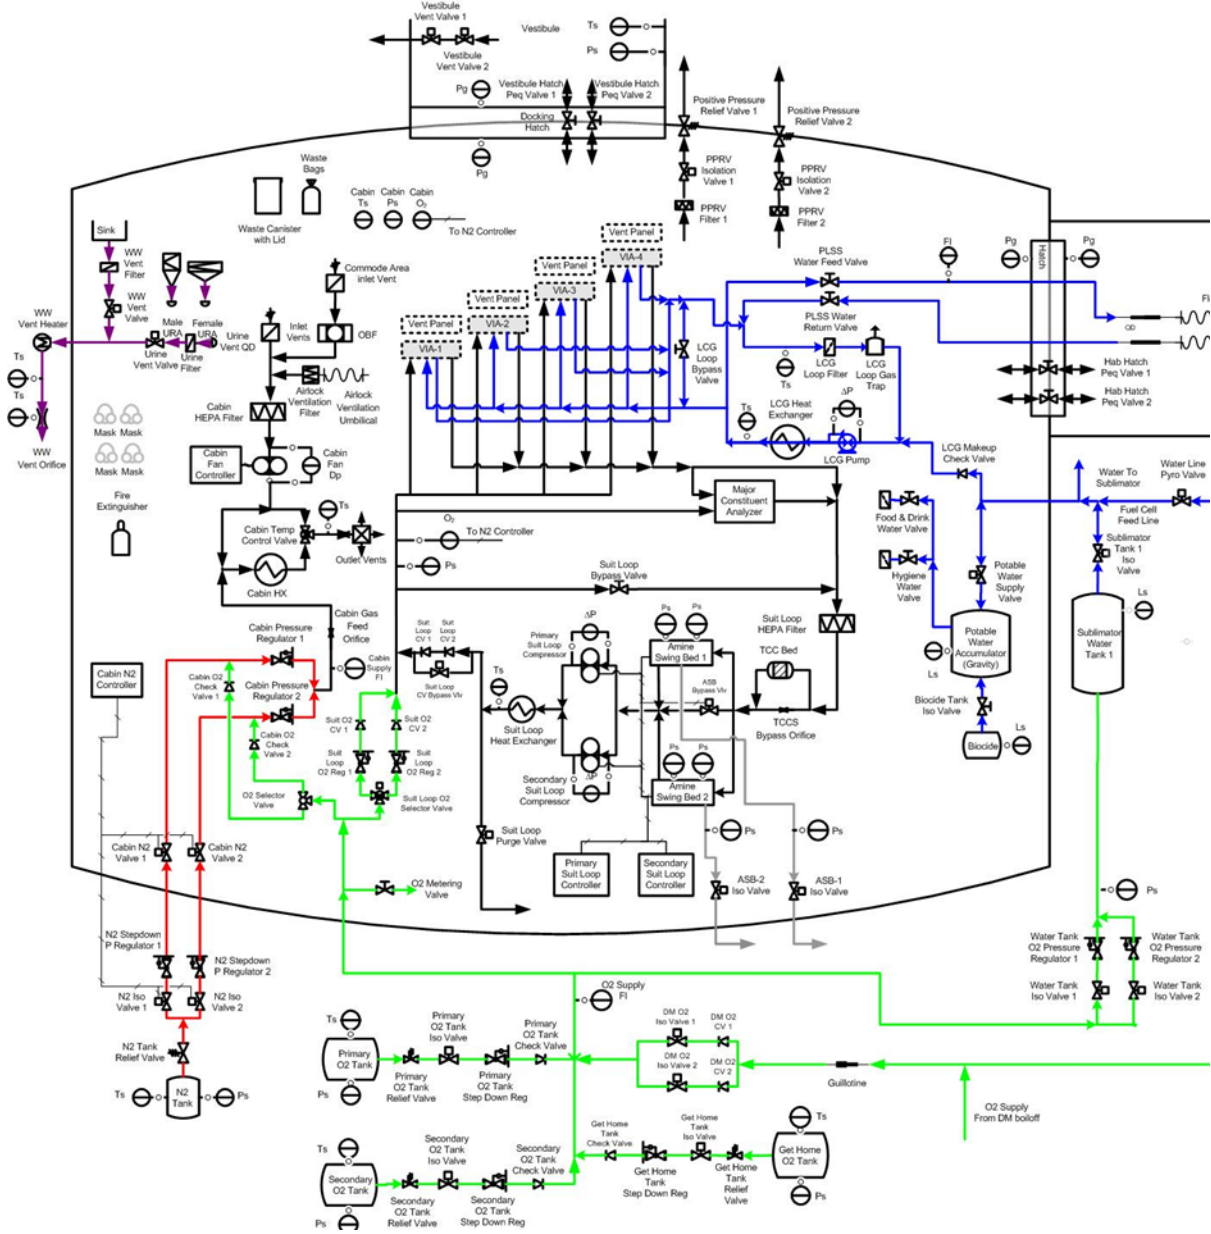 Vestibule
Vent Valve 1
Vestibule
Vent Valve 2
Vestibule
Ts
Ps
Pg
Vestibule Hatch
Peq Valve 1
Vestibule Hatch
Peq Valve 2
Docking
Hatch
Pg
Positive Pressure
Relief Valve 1
Positive Pressure
Relief Valve 2
PPRV
Isolation
Valve 1
PPRV
Isolation
Valve 2
PPRV
Filter 1
PPRV
Filter 2
Waste
Bags
Waste Canister
with Lid
Cabin
Ts
Cabin
Ps
Cabin
O2
To N2 Controller
Sink
WW
Vent
Filter
WW
Vent
Valve
WW
Vent Heater
Ts
Ts
WW
Vent Orifice
Male
URA
Female
URA
Urine
Vent QD
Urine
Vent Valve
Urine
Filter
Commode Area
inlet Vent
Inlet
Vents
OBF
Airlock
Ventilation
Filter
Airlock
Ventilation
Umbilical
Cabin
HEPA Filter
Cabin
Fan
Controller
Cabin
Fan
Dp
Mask
Mask
Mask
Mask
Fire
Extinguisher
Ts
Cabin Temp
Control Valve
Outlet Vents
Cabin HX
Vent Panel
VIA-4
Vent Panel
VIA-3
Vent Panel
VIA-2
Vent Panel
VIA-1
LCG
Loop
Bypass
Valve
PLSS
Water Feed Valve
PLSS Water
Return Valve
FI
Pg
Hatch
Pg
QD
Hab Hatch
Peq Valve 1
Hab Hatch
Peq Valve 2
Ts
LCG
Loop Filter
LCG
Loop Gas
Trap
Ts
LCG Heat
Exchanger
ΔP
LCG Pump
LCG Makeup
Check Valve
Water To
Sublimator
Water Line
Pyro Valve
Fuel Cell
Feed Line
Food & Drink
Water Valve
Hygiene
Water
Valve
Sublimator
Tank 1
Iso
Valve
Potable
Water
Supply
Valve
Major
Constituent
Analyzer
O2
To N2 Controller
Ps
Suit Loop
Bypass Valve
Cabin Gas
Feed
Orifice
Cabin Pressure
Regulator 1
Cabin
Supply
FI
Cabin Pressure
Regulator 2
Cabin N2
Controller
Cabin O2
Check
Valve 1
Cabin O2
Check
Valve 2
O2 Selector
Valve
Suit
Loop
CV 1
Suit
Loop
CV 2
Suit Loop
CV Bypass Vlv
Suit O2
CV 1
Suit O2
CV 2
Suit
Loop
O2 Reg 1
Suit
Loop
O2 Reg 2
Suit Loop O2
Selector Valve
Ts
Suit Loop
Heat Exchanger
Primary
Suit Loop
Compressor
ΔP
ΔP
Secondary
Suit Loop
Compressor
Ps
Ps
Amine
Swing Bed 1
ASB
Bypass Vlv
Ps
Ps
Amine
Swing Bed 2
TCC Bed
TCCS
Bypass Orifice
Suit Loop
HEPA Filter
Ps
Ps
Potable
Water
Accumulator
(Gravity)
Ls
Biocide Tank
Iso Valve
Biocide
Ls
Sublimator
Water
Tank 1
Ls
Suit Loop
Purge Valve
Primary
Suit Loop
Controller
Secondary
Suit Loop
Controller
ASB-2
Iso Valve
ASB-1
Iso Valve
Cabin N2
Valve 1
Cabin N2
Valve 2
O2 Metering
Valve
N2 Stepdown
P Regulator 1
N2 Stepdown
P Regulator 2
N2 Iso
Valve 1
N2 Iso
Valve 2
N2 Tank
Relief Valve
Ts
N2
Tank
Ps
Ps
Water Tank
O2 Pressure
Regulator 1
Water Tank
O2 Pressure
Regulator 2
Water Tank
Iso Valve 1
Water Tank
Iso Valve 2
O2 Supply
FI
Ts
Primary
O2 Tank
Ps
Primary
O2 Tank
Relief Valve
Primary
O2 Tank
Iso Valve
Primary
O2 Tank
Step Down Reg
Primary
O2 Tank
Check Valve
DM O2
Iso Valve 1
DM O2
CV 1
DM O2
Iso Valve 2
DM O2
CV 2
Guillotine
O2 Supply
From DM boiloff
Ts
Secondary
O2 Tank
Ps
Secondary
O2 Tank
Relief Valve
Secondary
O2 Tank
Iso Valve
Secondary
O2 Tank
Step Down Reg
Secondary
O2 Tank
Check Valve
Get Home
Tank
Check Valve
Get Home
Tank
Iso Valve
Get Home
Tank
Step Down Reg
Get Home
Tank
Relief
Valve
Ts
Get Home
O2 Tank
Ps